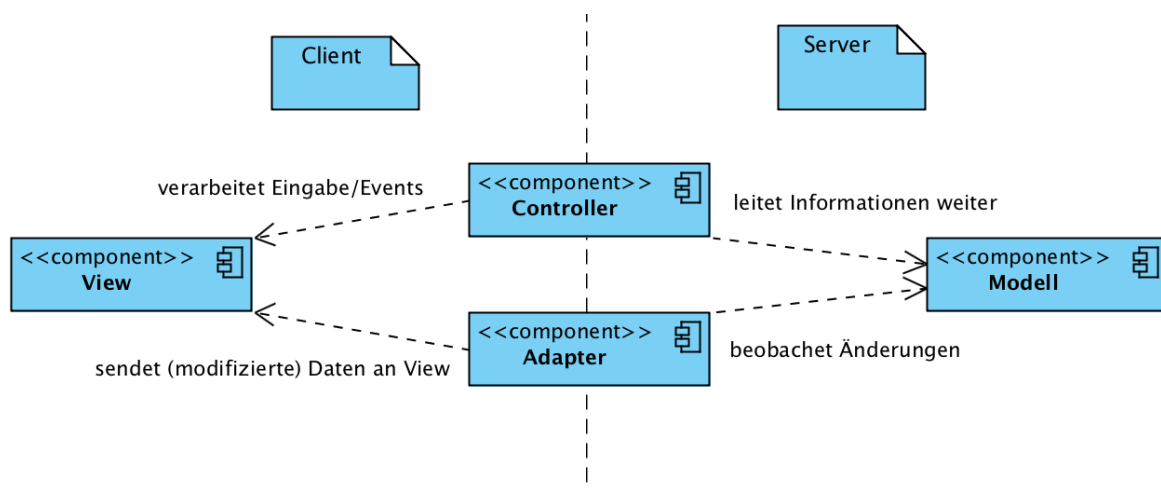 Client
Server
verarbeitet Eingabe/Events
<<component>>
Controller
leitet Informationen weiter
<<component>>
View
<<component>>
Modell
<<component>>
Adapter
sendet (modifizierte) Daten an View
beobachet Änderungen